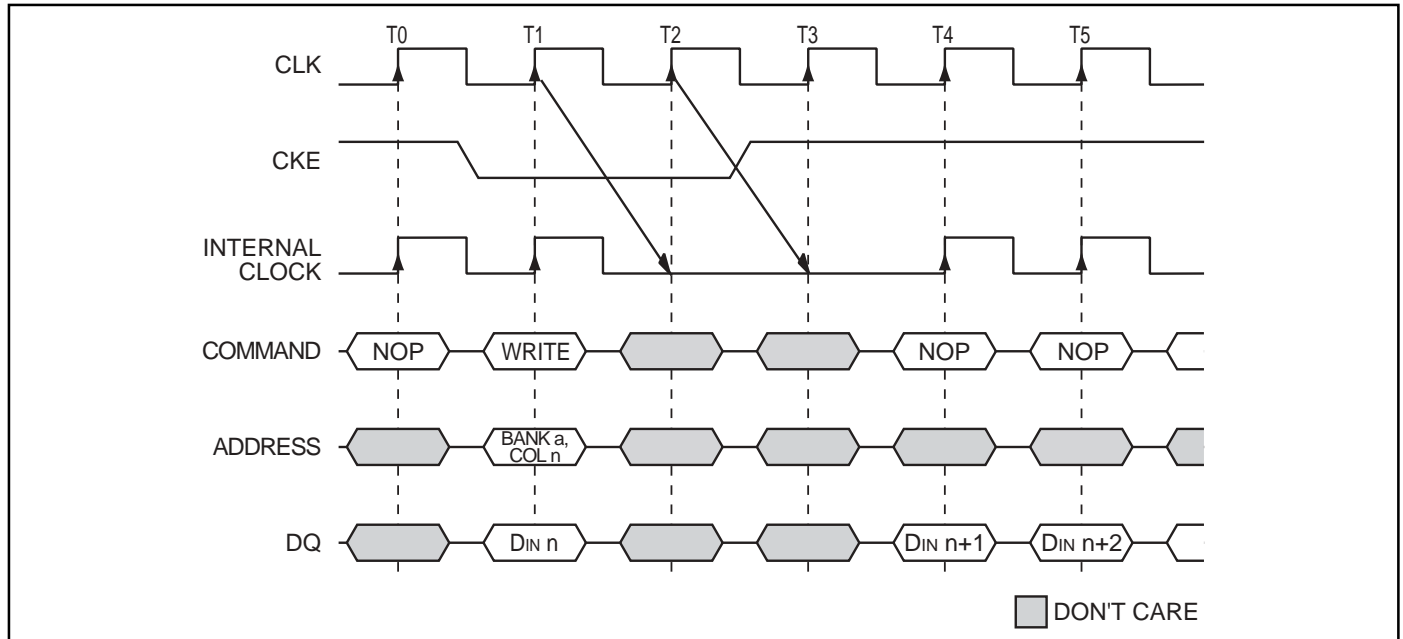 T0 T1 T2 T3 T4 T5
CLK
CKE
INTERNAL
CLOCK
COMMAND NOP WRITE NOP NOP
ADDRESS BANK a,
COL n
DQ DIN n DIN n+1 DIN n+2
DON'T CARE